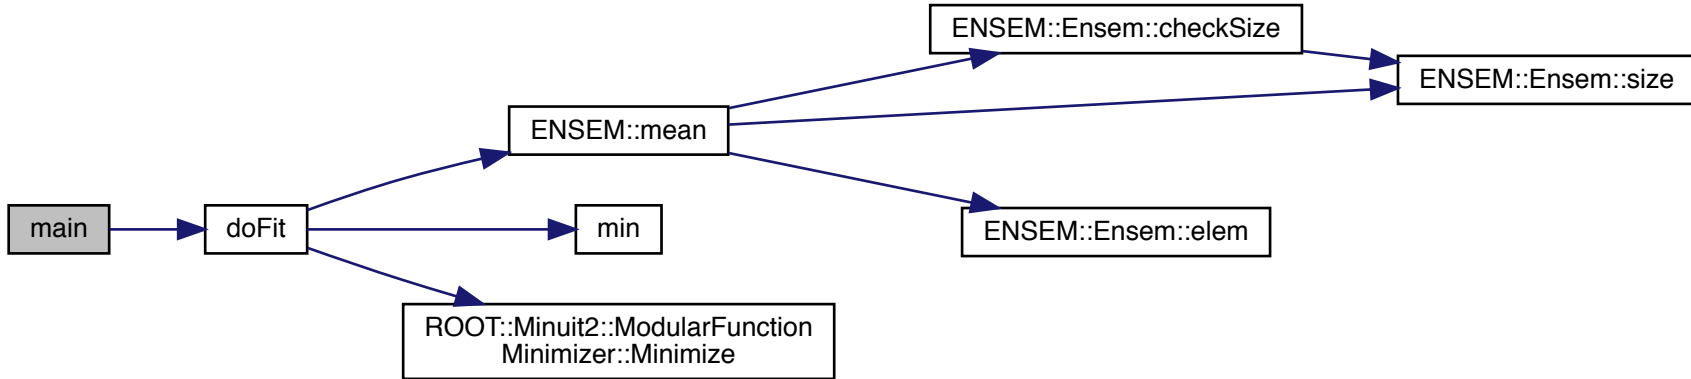 main
doFit
ENSEM::mean
min
ROOT::Minuit2::ModularFunction
Minimizer::Minimize
ENSEM::Ensem::checkSize
ENSEM::Ensem::size
ENSEM::Ensem::elem